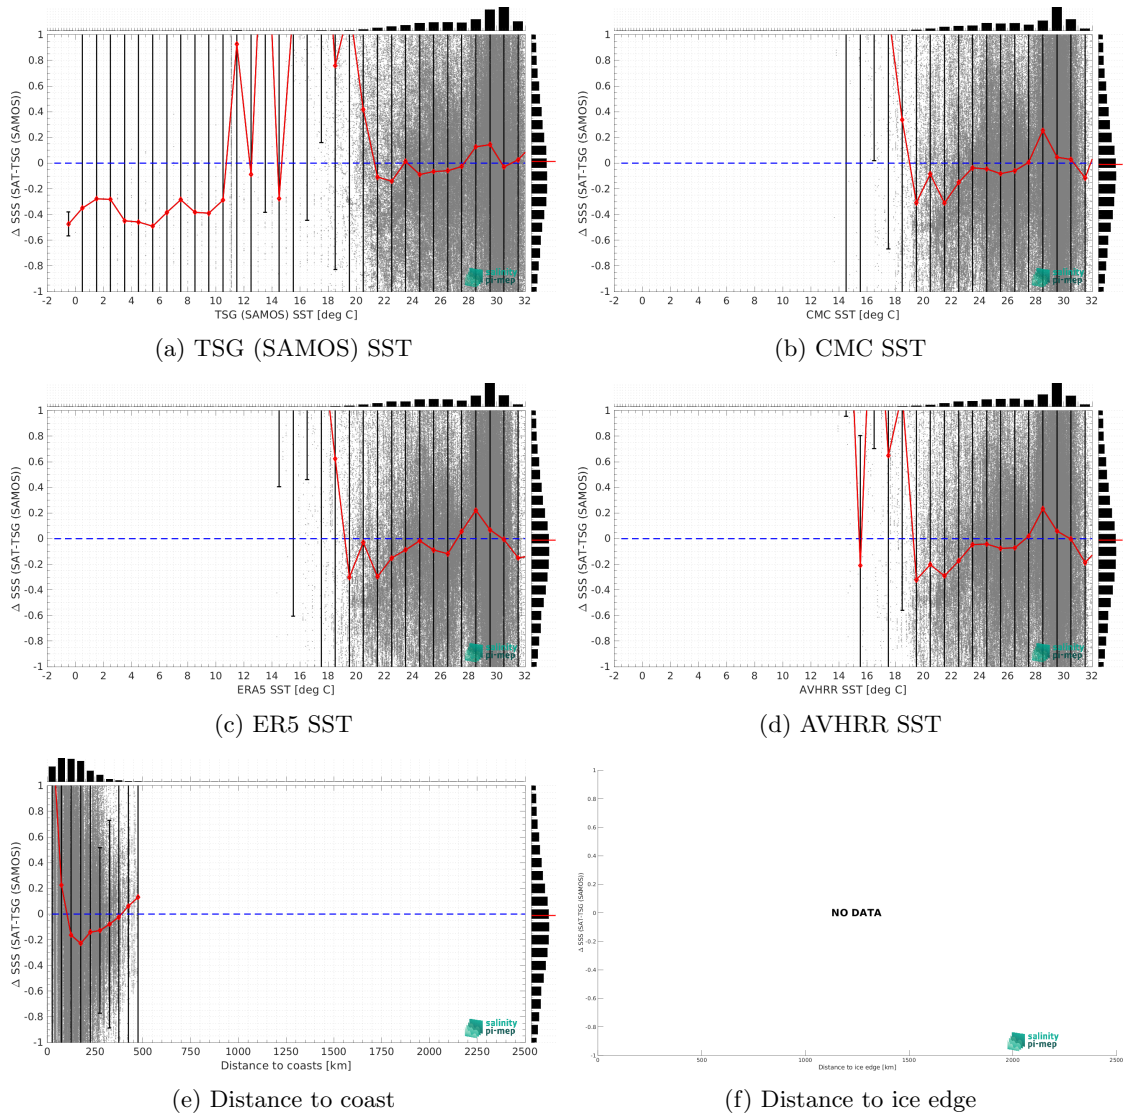 1
0.8
0.6
0.4
0.2
0
-0.2
-0.4
-0.6
-0.8
-1
Δ SSS (SAT-TSG (SAMOS))
salinity
pi-mep
-2 0 2 4 6 8 10 12 14 16 18 20 22 24 26 28 30 32
TSG (SAMOS) SST [deg C]
(a) TSG (SAMOS) SST
1
0.8
0.6
0.4
0.2
0
-0.2
-0.4
-0.6
-0.8
-1
Δ SSS (SAT-TSG (SAMOS))
salinity
pi-mep
-2 0 2 4 6 8 10 12 14 16 18 20 22 24 26 28 30 32
CMC SST [deg C]
(b) CMC SST
1
0.8
0.6
0.4
0.2
0
-0.2
-0.4
-0.6
-0.8
-1
Δ SSS (SAT-TSG (SAMOS))
salinity
pi-mep
-2 0 2 4 6 8 10 12 14 16 18 20 22 24 26 28 30 32
ERA5 SST [deg C]
(c) ER5 SST
1
0.8
0.6
0.4
0.2
0
-0.2
-0.4
-0.6
-0.8
-1
Δ SSS (SAT-TSG (SAMOS))
salinity
pi-mep
-2 0 2 4 6 8 10 12 14 16 18 20 22 24 26 28 30 32
AVHRR SST [deg C]
(d) AVHRR SST
1
0.8
0.6
0.4
0.2
0
-0.2
-0.4
-0.6
-0.8
-1
Δ SSS (SAT-TSG (SAMOS))
salinity
pi-mep
0 250 500 750 1000 1250 1500 1750 2000 2250 2500
Distance to coasts [km]
(e) Distance to coast
1
0.8
0.6
0.4
0.2
0
-0.2
-0.4
-0.6
-0.8
-1
Δ SSS (SAT-TSG (SAMOS))
NO DATA
salinity
pi-mep
0 500 1000 1500 2000 2500
Distance to ice edge [km]
(f) Distance to ice edge